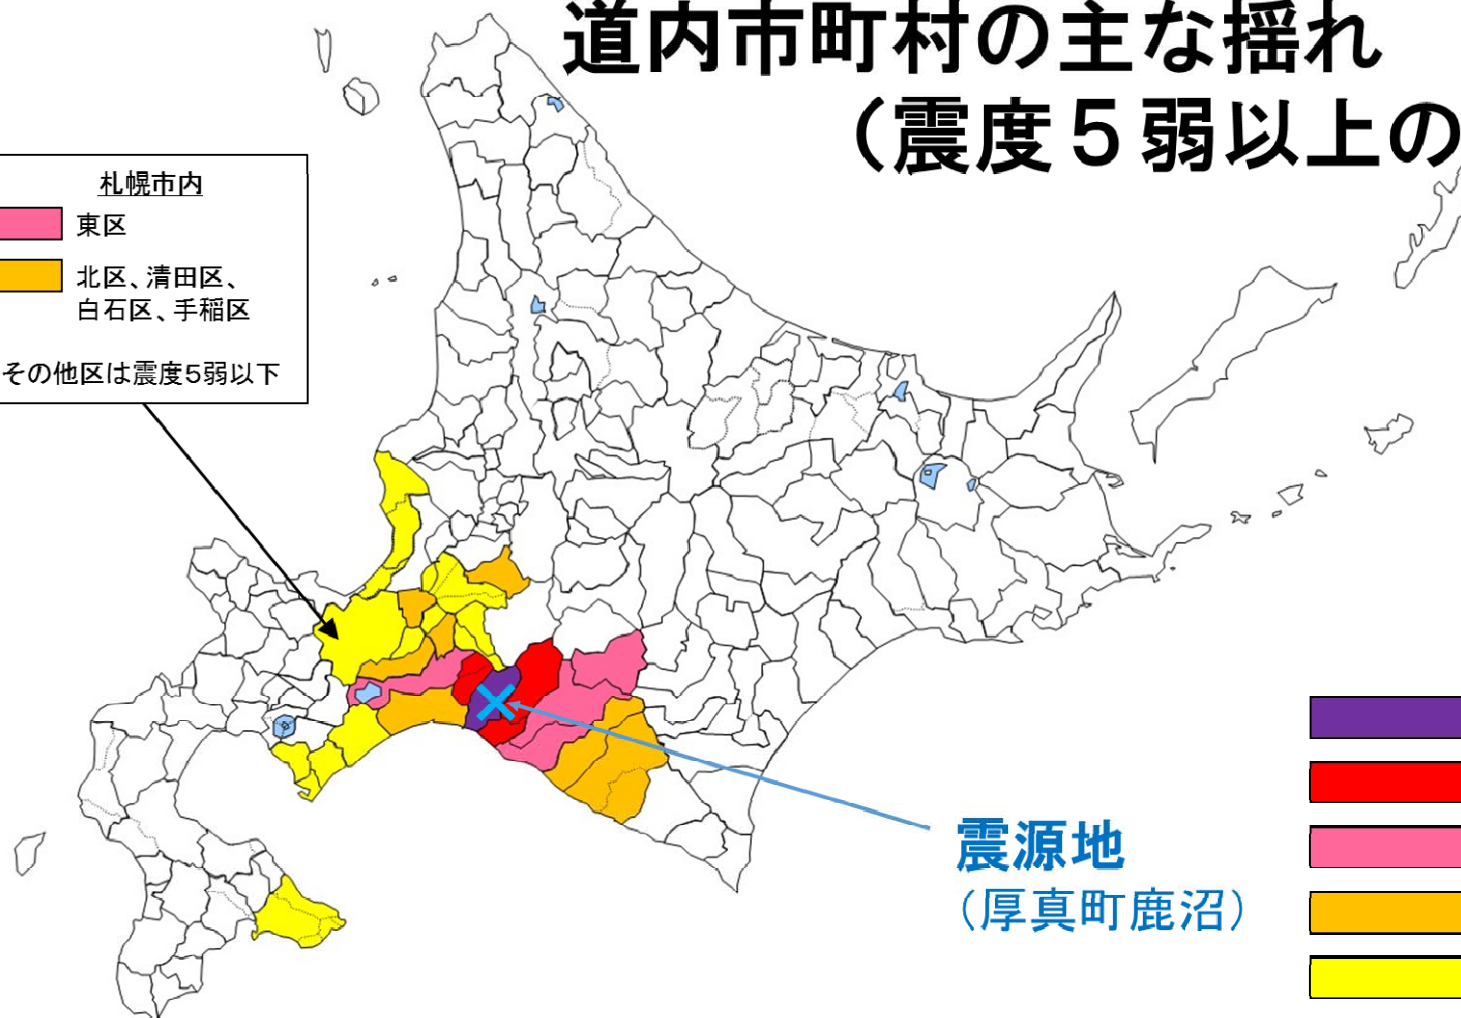 道内市町村の主な揺れ
（震度５弱以上の
札幌市内
東区
北区、清田区、
白石区、手稲区
その他区は震度5弱以下
震源地
（厚真町鹿沼）